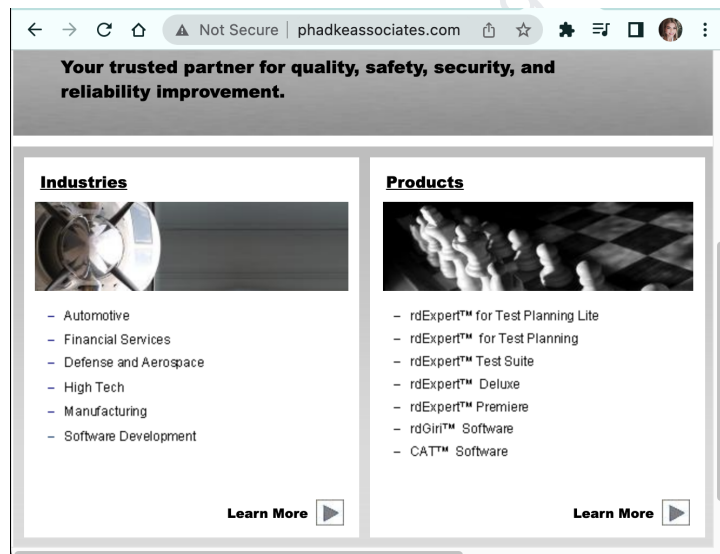 Not Secure phadkeassociates.com
Your trusted partner for quality, safety, security, and
reliability improvement.
Industries
– Automotive
– Financial Services
– Defense and Aerospace
– High Tech
– Manufacturing
– Software Development
Learn More
Products
– rdExpert™ for Test Planning Lite
– rdExpert™ for Test Planning
– rdExpert™ Test Suite
– rdExpert™ Deluxe
– rdExpert™ Premiere
– rdGiri™ Software
– CAT™ Software
Learn More